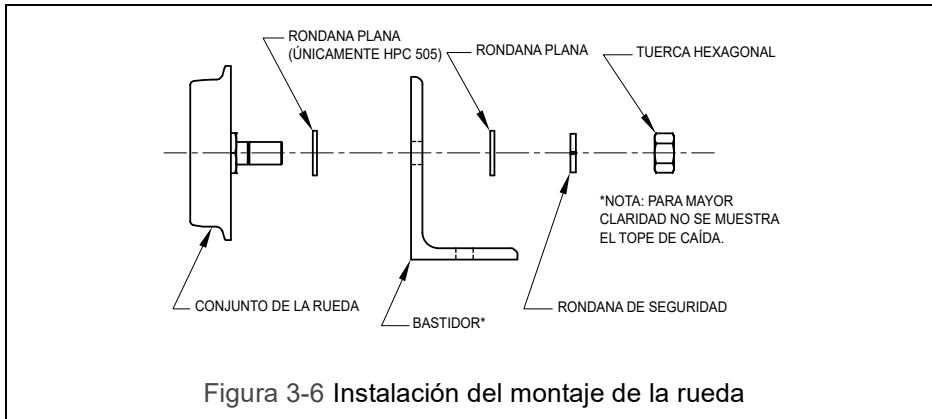 RONDANA PLANA
(ÚNICAMENTE HPC 505)
RONDANA PLANA
TUERCA HEXAGONAL
*NOTA: PARA MAYOR
CLARIDAD NO SE MUESTRA
EL TOPE DE CAÍDA.
CONJUNTO DE LA RUEDA
RONDANA DE SEGURIDAD
BASTIDOR*
Figura 3-6 Instalación del montaje de la rueda